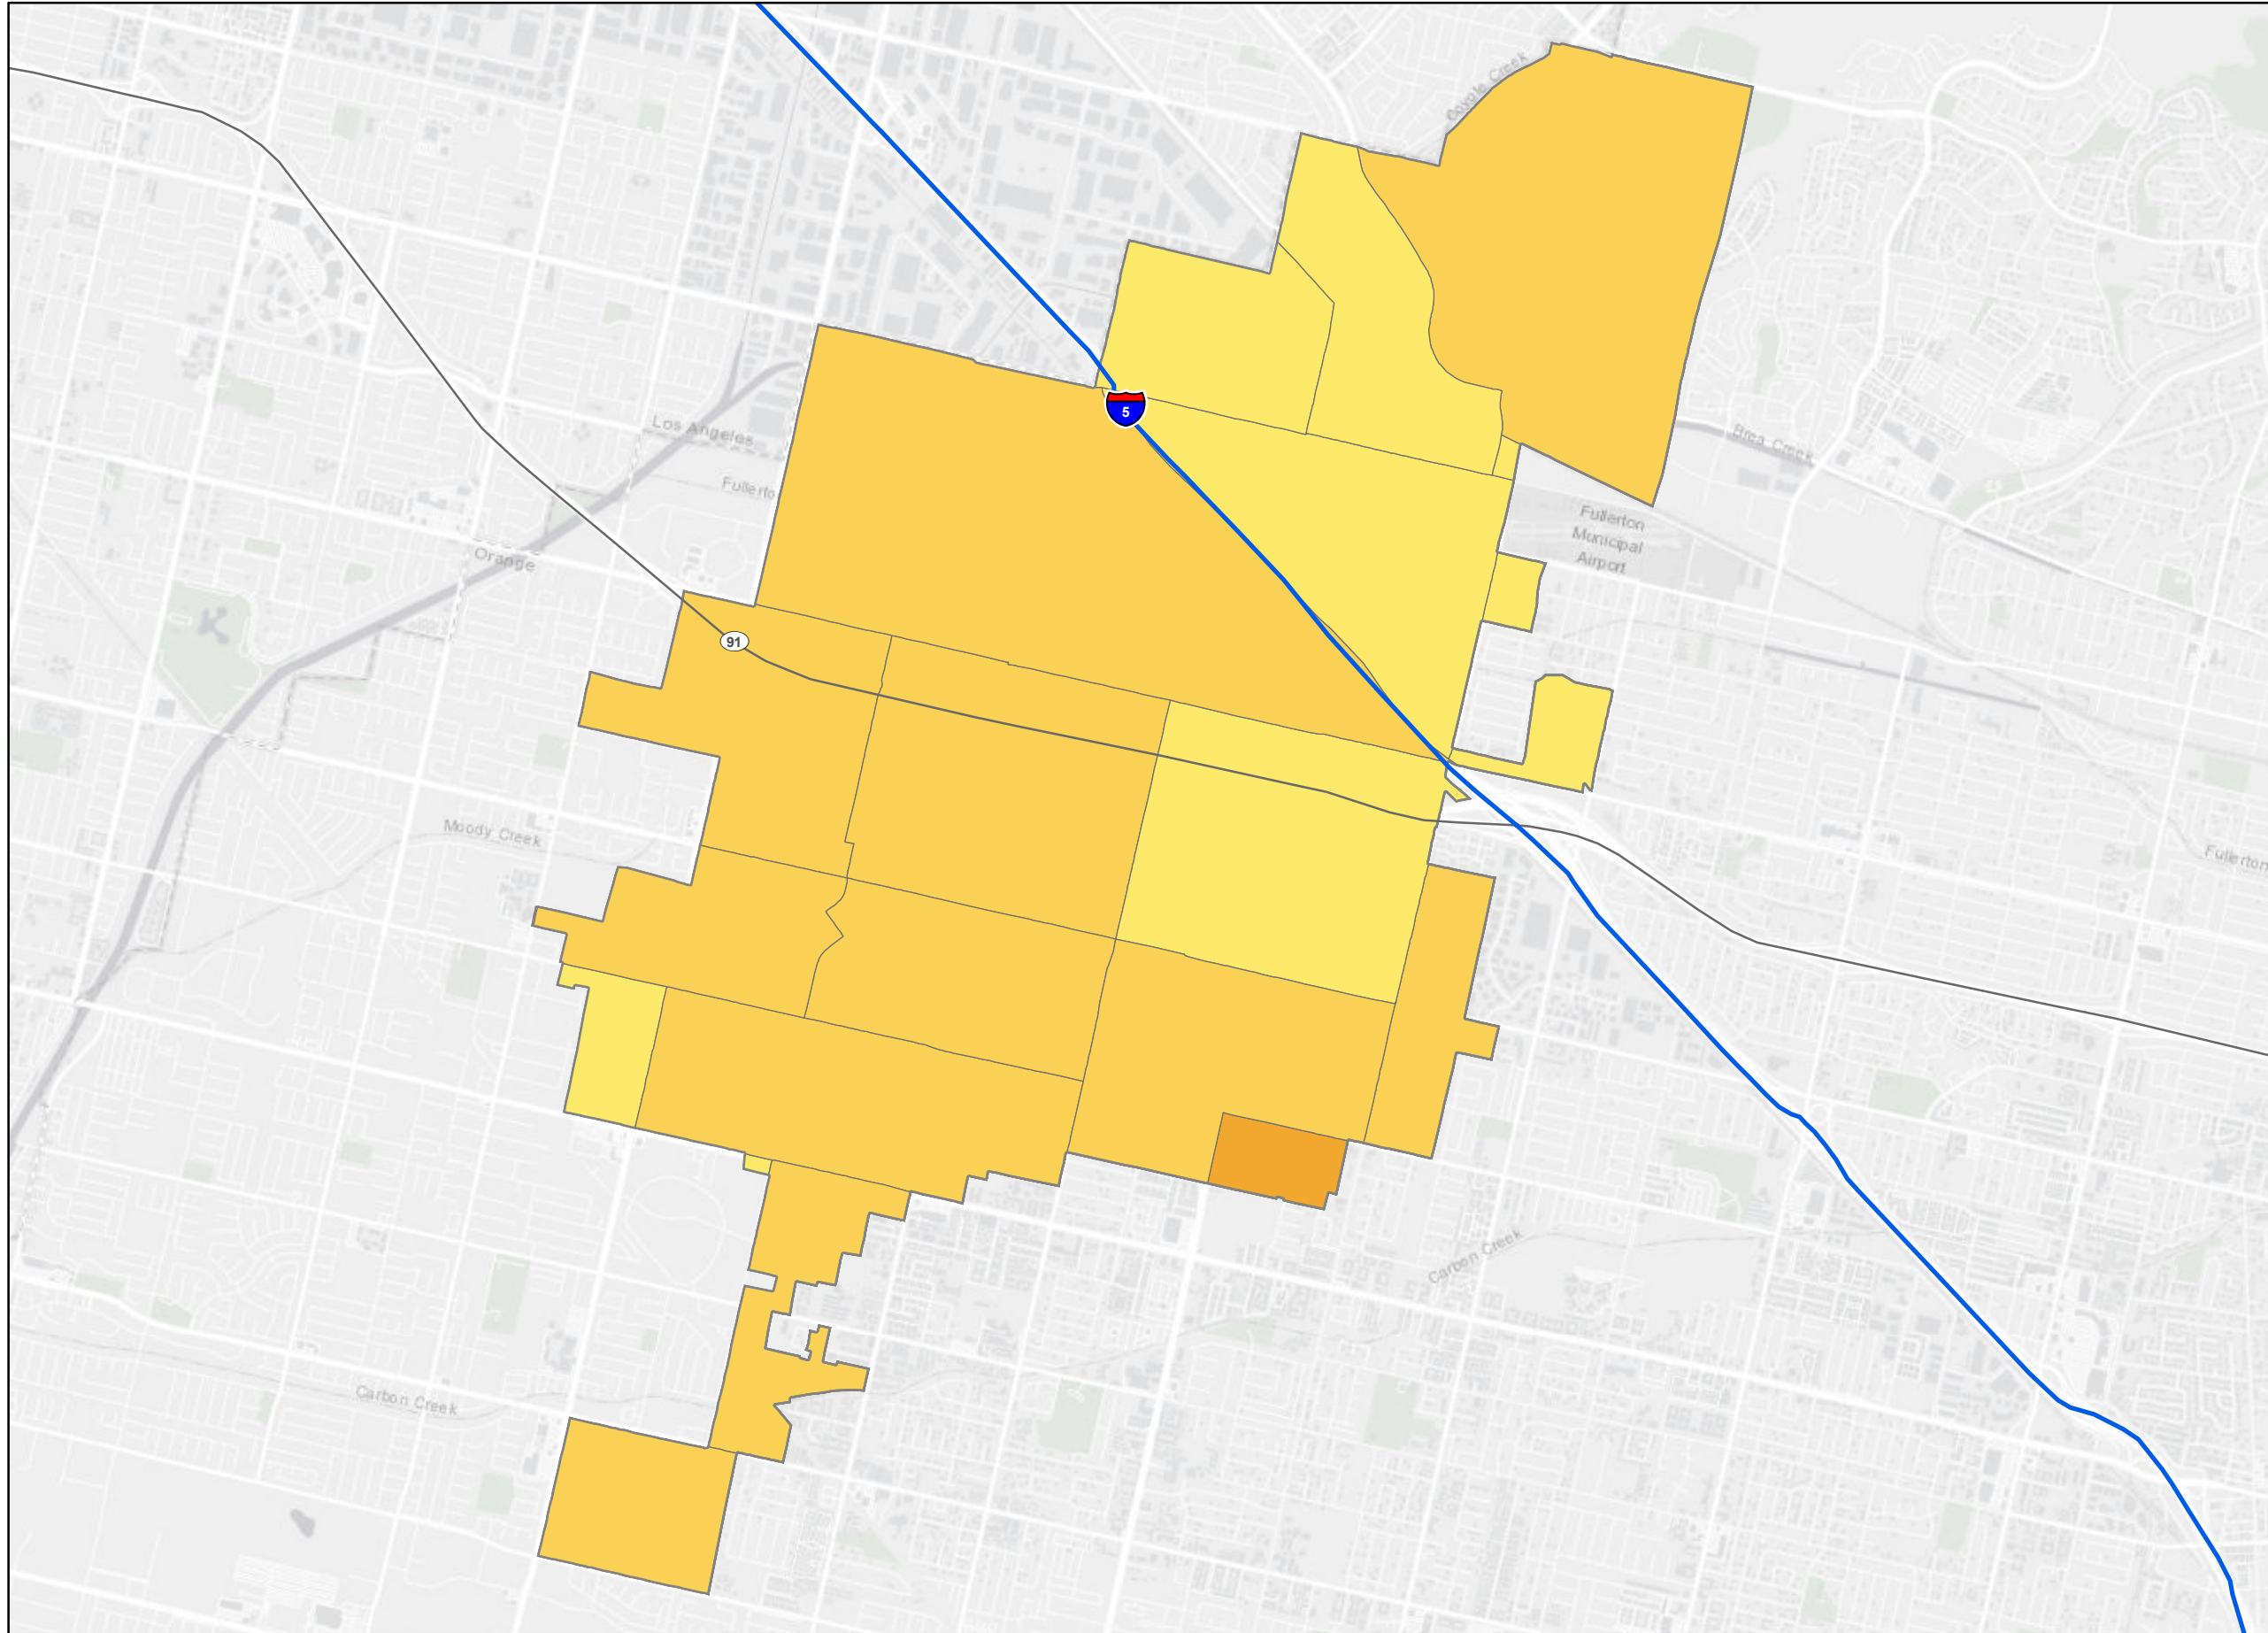 Coyote Creek
5
Los Angeles
Brea Creek
Fullerto
Fullerton
Municipal
Airport
Orange
91
Moody Creek
Fullerton
Carbon Creek
Carbon Creek